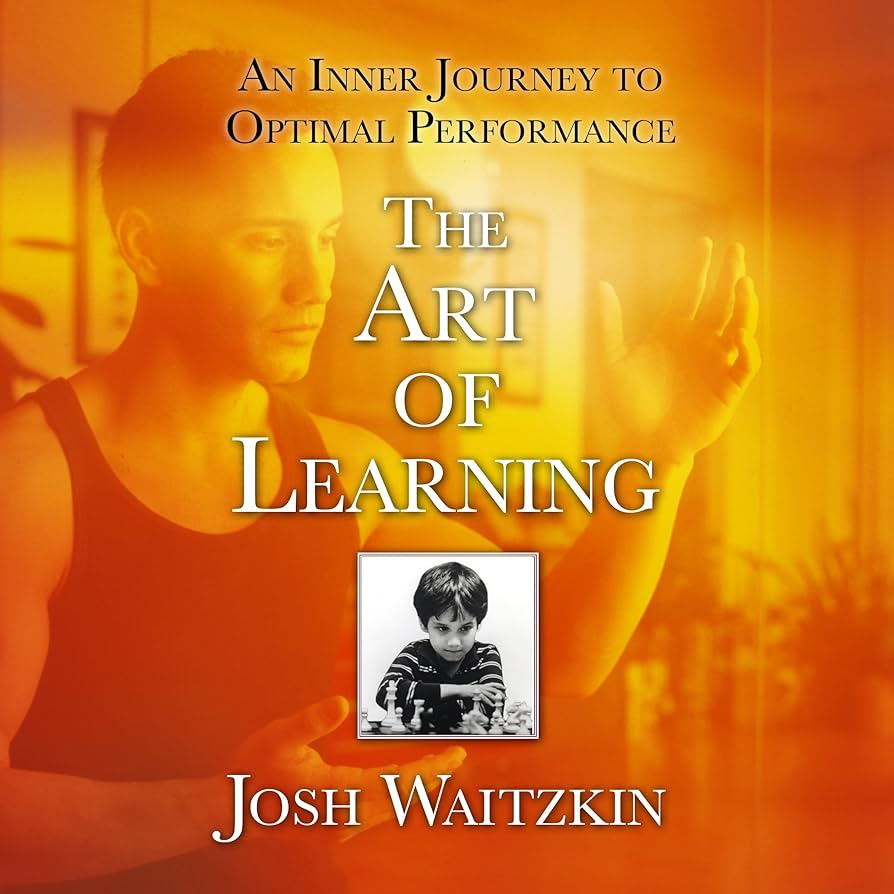 An Inner Journey to
Optimal Performance
The
Art
of
Learning
Josh Waitzkin